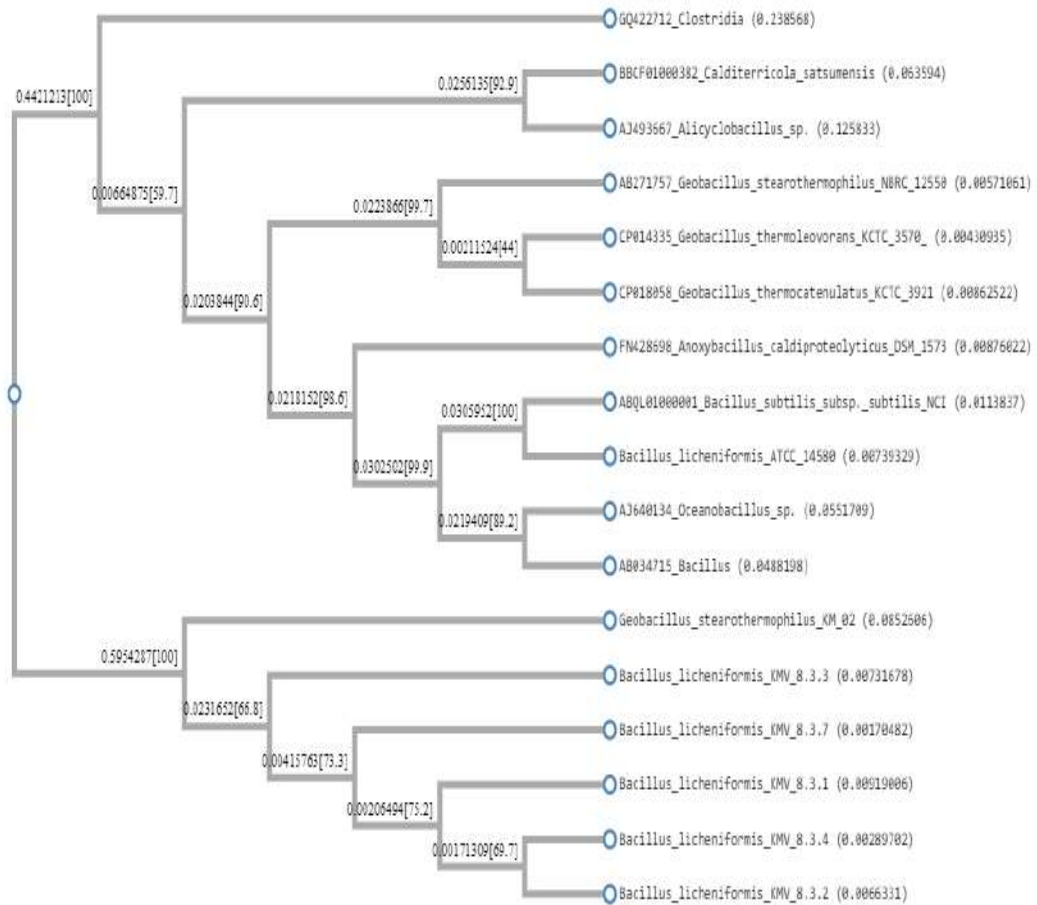 GQ422712_Clostridia (0.238568)
BBCF01000382_Calditerricola_satsumensis (0.063594)
0.0256135[92.9]
0.4421213[100]
AJ493667_Alicyclobacillus_sp. (0.125833)
AB271757_Geobacillus_stearothermophilus_NBRC_12550 (0.00571061)
0.00664875[59.7]
0.0223866[99.7]
CP014335_Geobacillus_thermoleovorans_KCTC_3570_ (0.00430935)
0.00211524[44]
CP018058_Geobacillus_thermocatenulatus_KCTC_3921 (0.00862522)
0.0203844[90.6]
FN428698_Anoxybacillus_caldiproteolyticus_DSM_1573 (0.00876022)
0.0218152[98.6]
ABQL01000001_Bacillus_subtilis_subsp._subtilis_NCI (0.0113837)
0.0305952[100]
Bacillus_licheniformis_ATCC_14580 (0.00739329)
0.0302502[99.9]
AJ640134_Oceanobacillus_sp. (0.0551709)
0.0219409[89.2]
AB034715_Bacillus (0.0488198)
Geobacillus_stearothermophilus_KM_02 (0.0852606)
0.5954287[100]
Bacillus_licheniformis_KMV_8.3.3 (0.00731678)
0.0231652[66.8]
Bacillus_licheniformis_KMV_8.3.7 (0.00170482)
0.00415763[73.3]
Bacillus_licheniformis_KMV_8.3.1 (0.00919006)
0.00206494[75.2]
Bacillus_licheniformis_KMV_8.3.4 (0.00289702)
0.00171309[69.7]
Bacillus_licheniformis_KMV_8.3.2 (0.0066331)